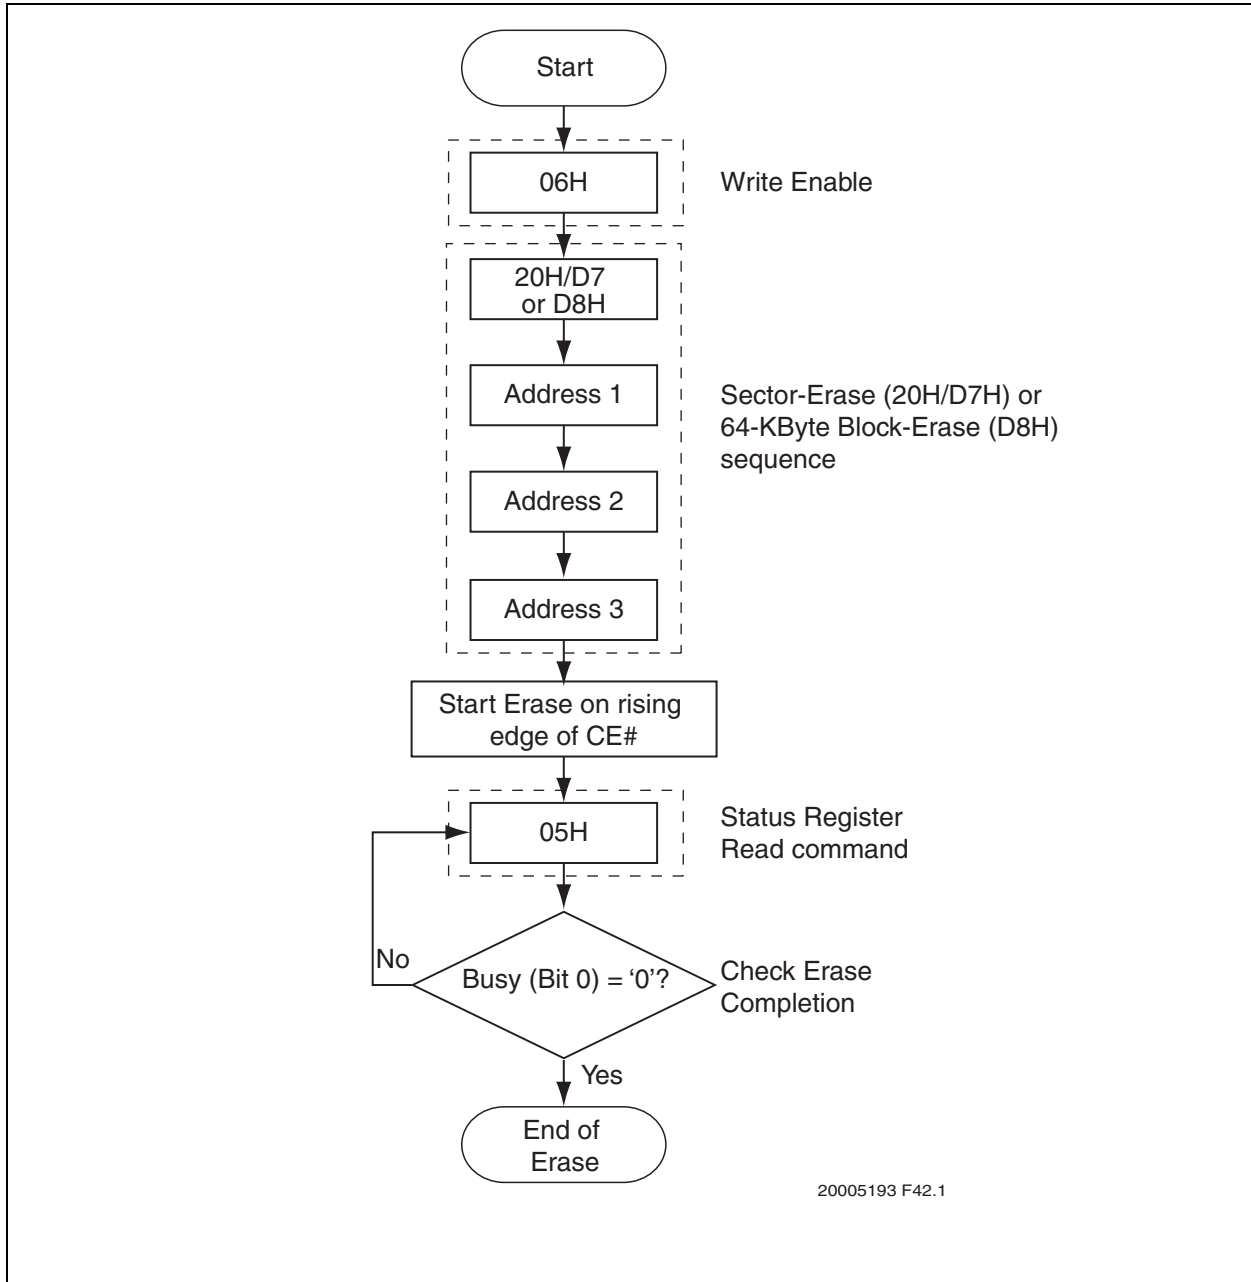 Start
06H
Write Enable
20H/D7
or D8H
Address 1
Sector-Erase (20H/D7H) or
64-KByte Block-Erase (D8H)
sequence
Address 2
Address 3
Start Erase on rising
edge of CE#
05H
Status Register
Read command
No
Busy (Bit 0) = ‘0’?
Check Erase
Completion
Yes
End of
Erase
20005193 F42.1